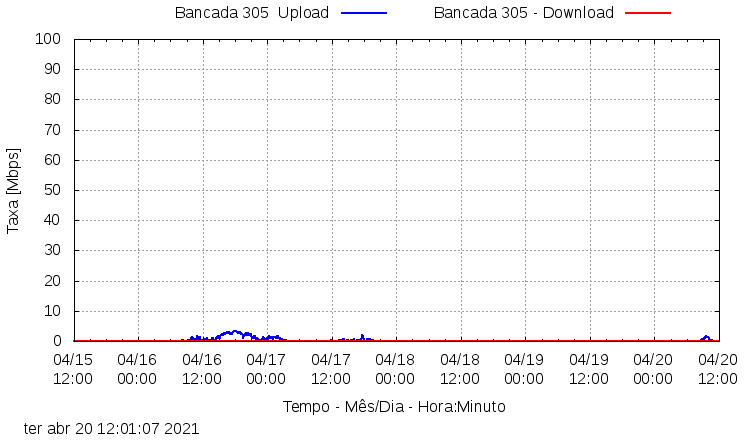 Bancada 305  Upload
Bancada 305 - Download
Taxa [Mbps]
100
90
80
70
60
50
40
30
20
10
0
04/15 04/16 04/16 04/17 04/17 04/18 04/18 04/19 04/19 04/20 04/20
12:00 00:00 12:00 00:00 12:00 00:00 12:00 00:00 12:00 00:00 12:00
Tempo - Mês/Dia - Hora:Minuto
ter abr 20 12:01:07 2021